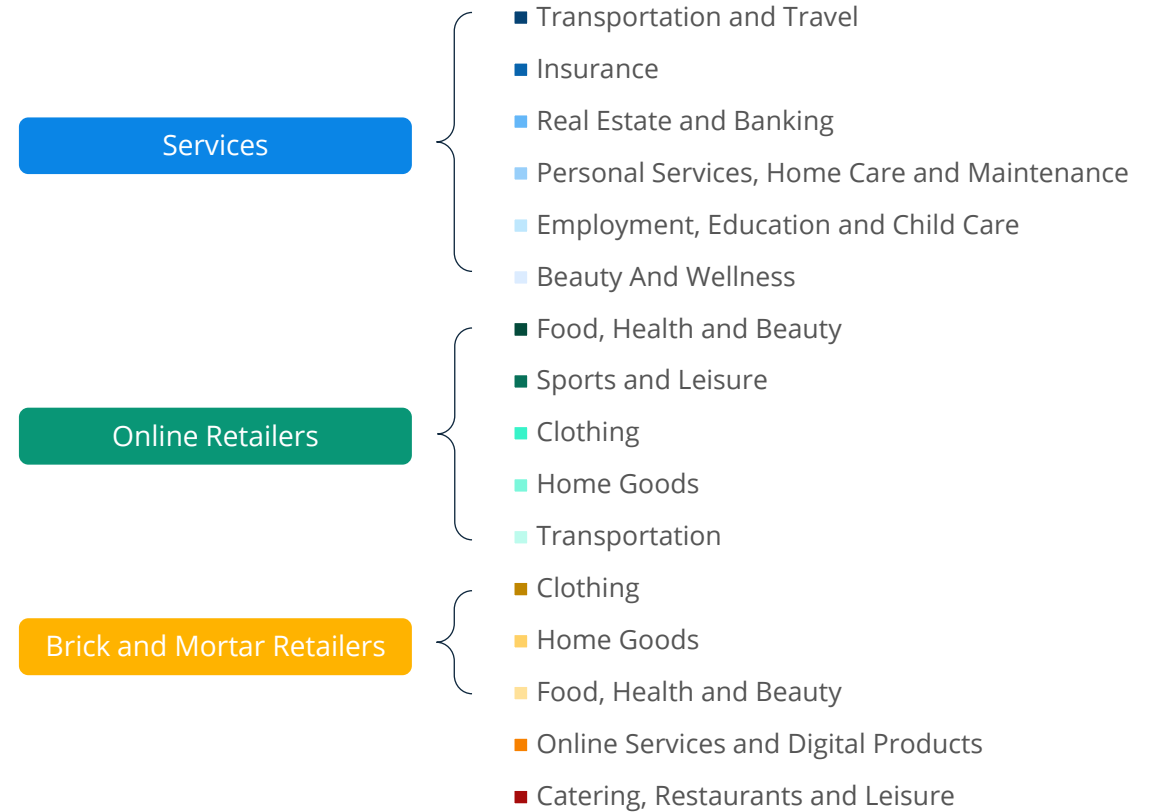 Services
Transportation and Travel
Insurance
Real Estate and Banking
Personal Services, Home Care and Maintenance
Employment, Education and Child Care
Beauty And Wellness
Online Retailers
Food, Health and Beauty
Sports and Leisure
Clothing
Home Goods
Transportation
Brick and Mortar Retailers
Clothing
Home Goods
Food, Health and Beauty
Online Services and Digital Products
Catering, Restaurants and Leisure